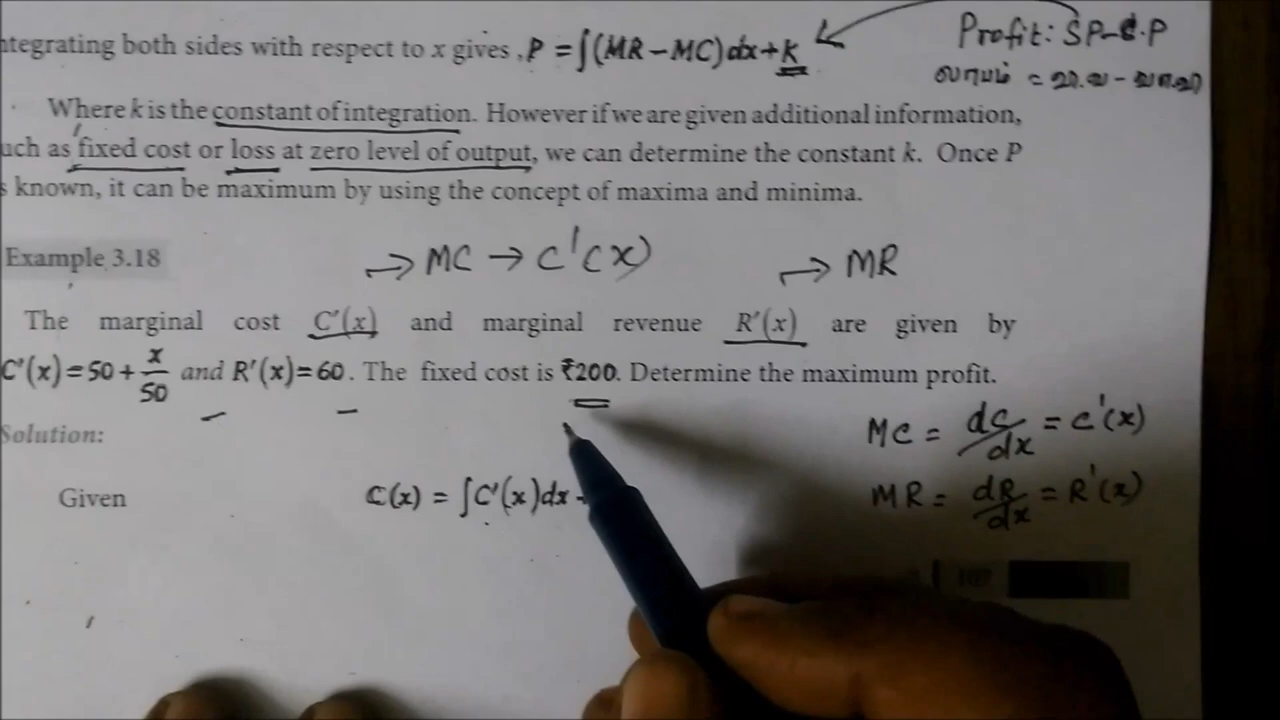 ntegrating both sides with respect to x gives , P = ∫(MR – MC) dx + k
Profit: SP – C.P
லாபம் =
Where k is the constant of integration. However if we are given additional information,
uch as fixed cost or loss at zero level of output, we can determine the constant k. Once P
s known, it can be maximum by using the concept of maxima and minima.
Example 3.18
→ MC → C'(x) → MR
The marginal cost C'(x) and marginal revenue R'(x) are given by
C'(x) = 50 + x/50 and R'(x) = 60. The fixed cost is ₹200. Determine the maximum profit.
Solution:
MC = dC/dx = C'(x)
Given C(x) = ∫C'(x)dx
MR = dR/dx = R'(x)
107